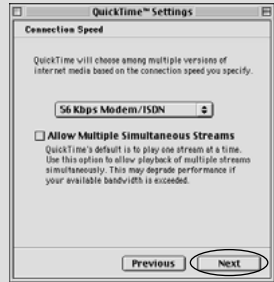 QuickTime™ Settings
Connection Speed
QuickTime will choose among multiple versions of
internet media based on the connection speed you specify.
56 Kbps Modem/ISDN
Allow Multiple Simultaneous Streams
QuickTime's default is to play one stream at a time.
Use this option to allow playback of multiple streams
simultaneously. This may degrade performance if
your available bandwidth is exceeded.
Previous Next